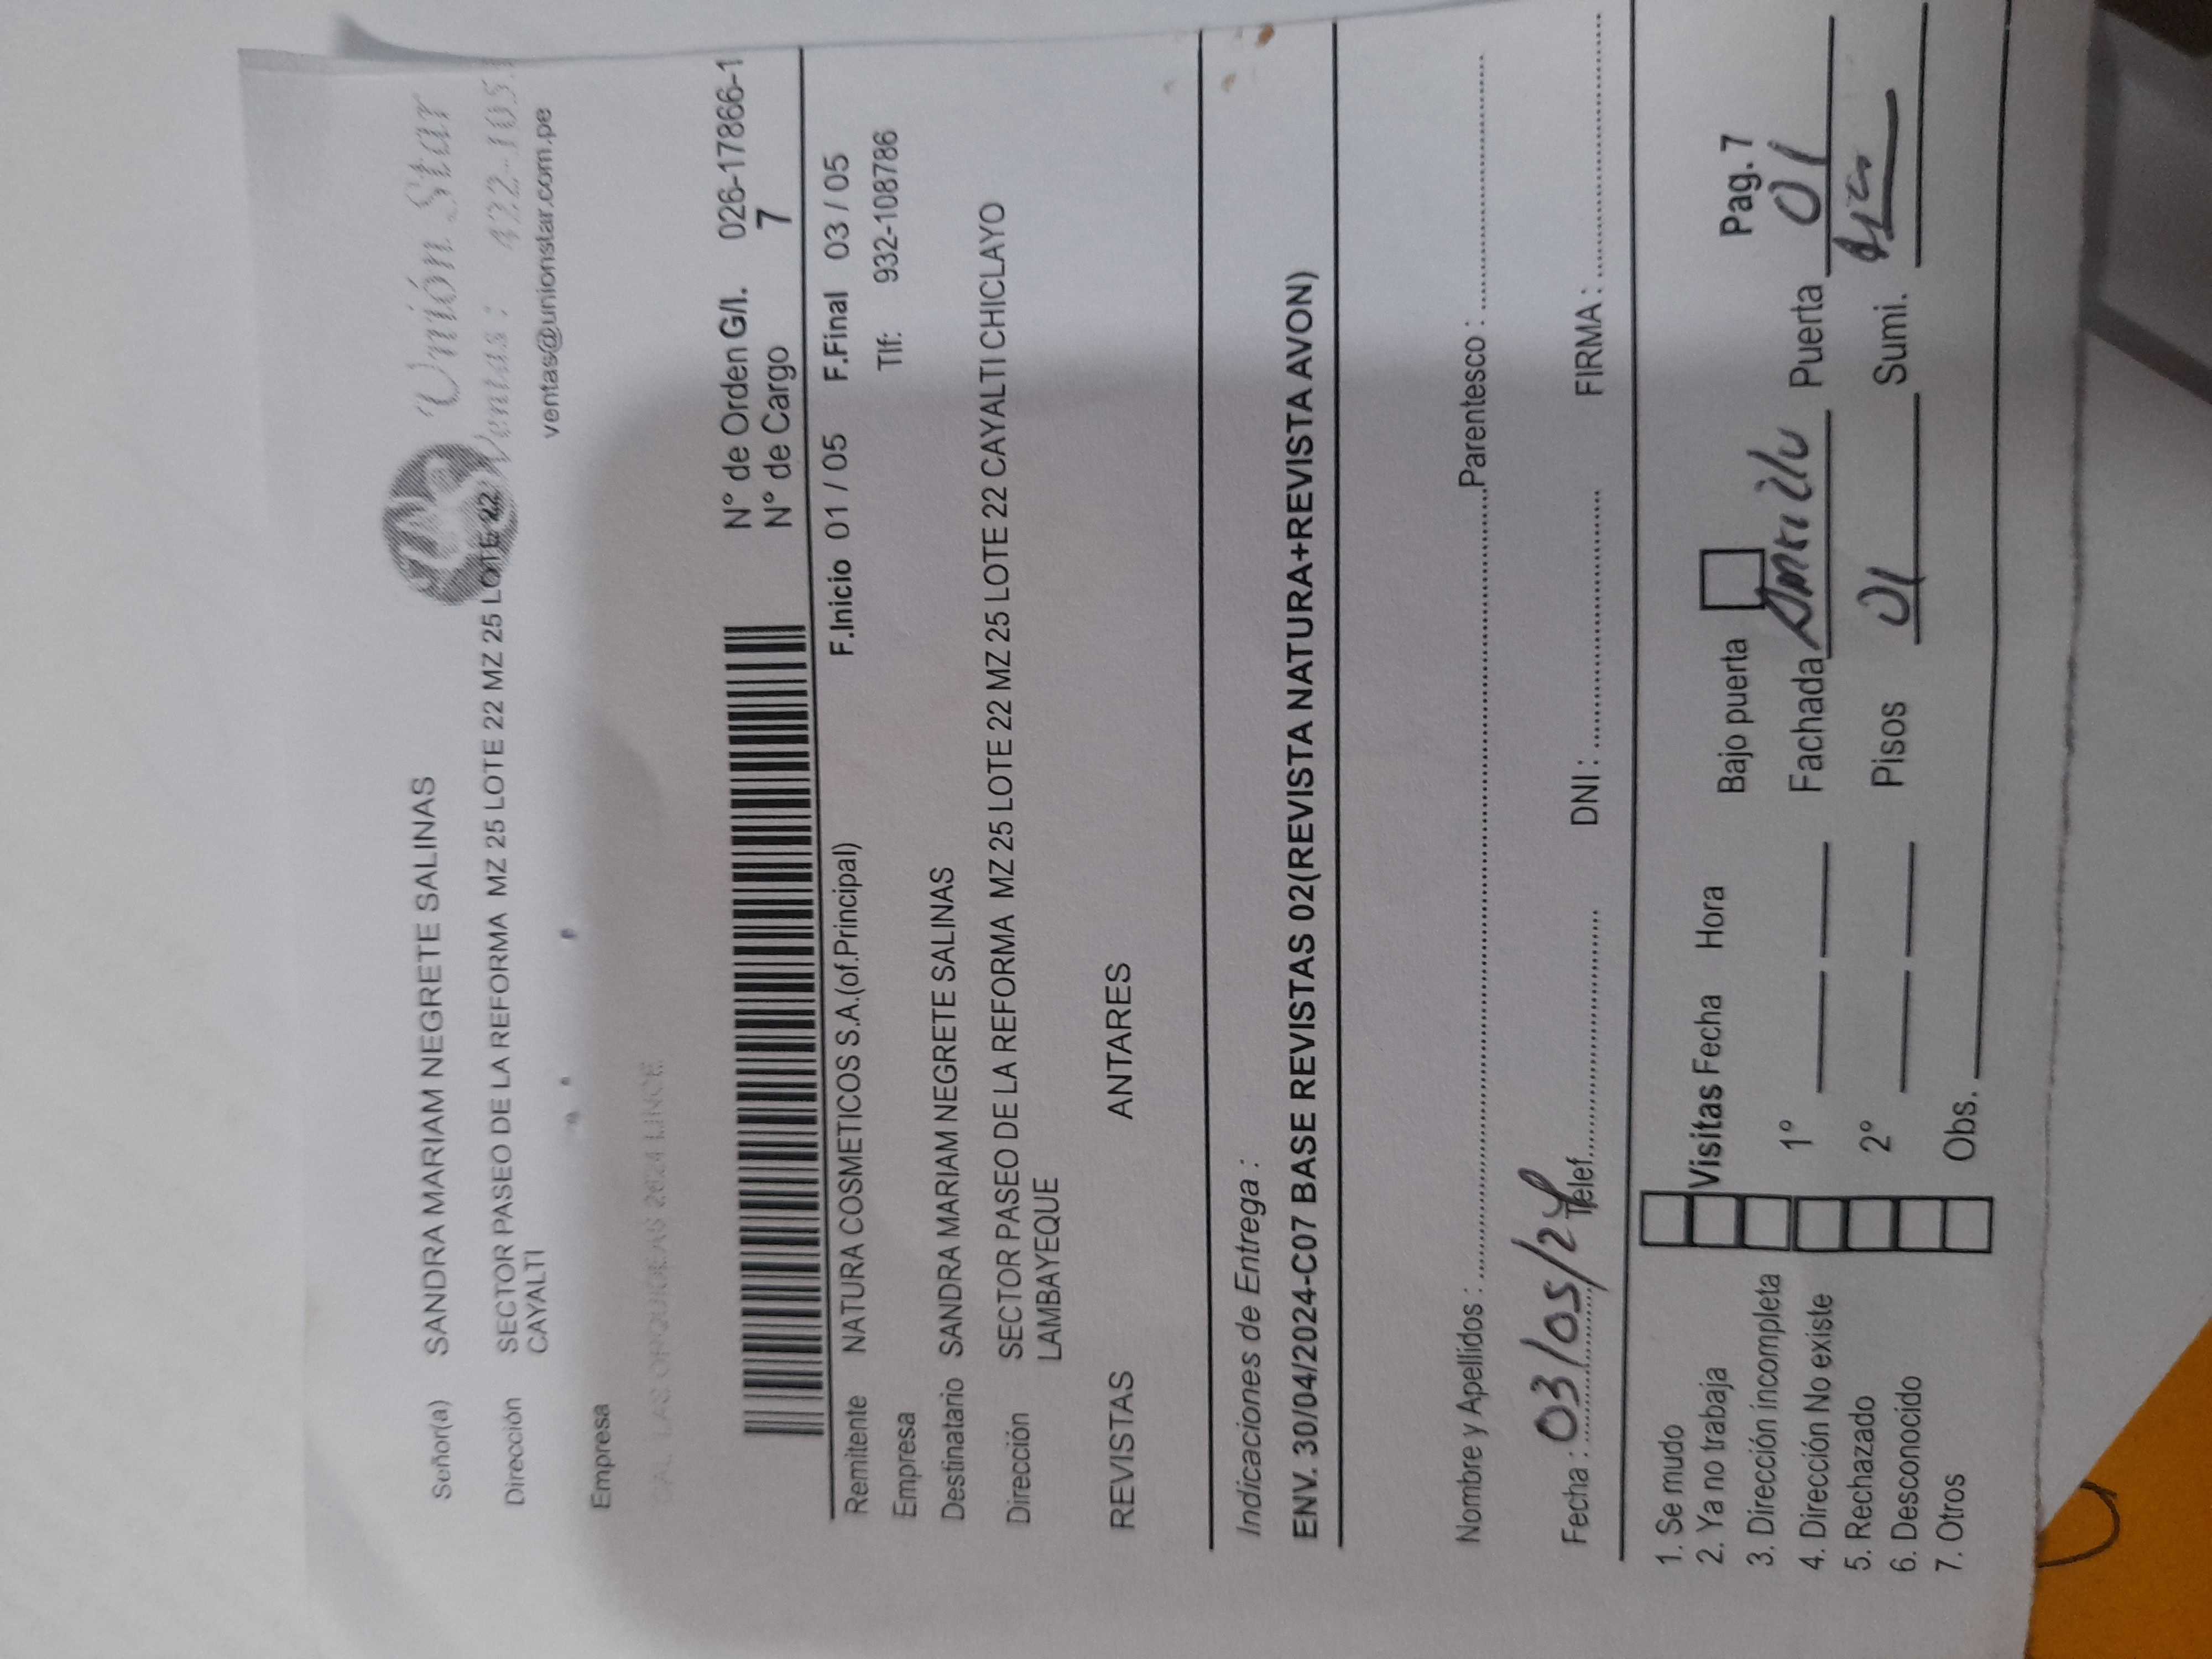 Unión Star
Ventas : 422-105
ventas@unionstar.com.pe
Señor(a) SANDRA MARIAM NEGRETE SALINAS
Dirección SECTOR PASEO DE LA REFORMA MZ 25 LOTE 22 MZ 25 LOTE 22
CAYALTI
Empresa
CAL. LAS ORQUIDEAS 2624 LINCE
N° de Orden G/I. 026-17866-1
N° de Cargo 7
F.Inicio 01 / 05 F.Final 03 / 05
Remitente NATURA COSMETICOS S.A.(of.Principal)
Tlf: 932-108786
Empresa
Destinatario SANDRA MARIAM NEGRETE SALINAS
Dirección SECTOR PASEO DE LA REFORMA MZ 25 LOTE 22 MZ 25 LOTE 22 CAYALTI CHICLAYO
LAMBAYEQUE
REVISTAS ANTARES
Indicaciones de Entrega :
ENV. 30/04/2024-C07 BASE REVISTAS 02(REVISTA NATURA+REVISTA AVON)
Nombre y Apellidos : Parentesco :
Fecha : 03/05/24 Telef. DNI : FIRMA :
1. Se mudo
2. Ya no trabaja
3. Dirección incompleta
4. Dirección No existe
5. Rechazado
6. Desconocido
7. Otros
Visitas Fecha Hora Bajo puerta Pag. 7
1° Fachada Puerta 01
2° Pisos 01 Sumi.
Obs.